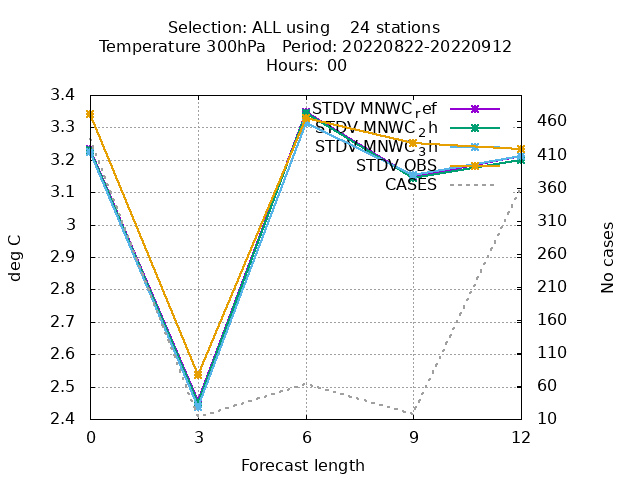 Selection: ALL using 24 stations
Temperature 300hPa Period: 20220822-20220912
Hours: 00
deg C
3.4
3.3
3.2
3.1
3
2.9
2.8
2.7
2.6
2.5
2.4
STDV MNWC_ref
STDV MNWC_2h
STDV MNWC_3h
STDV OBS
CASES
460
410
360
310
260
210
160
110
60
10
No cases
0 3 6 9 12
Forecast length